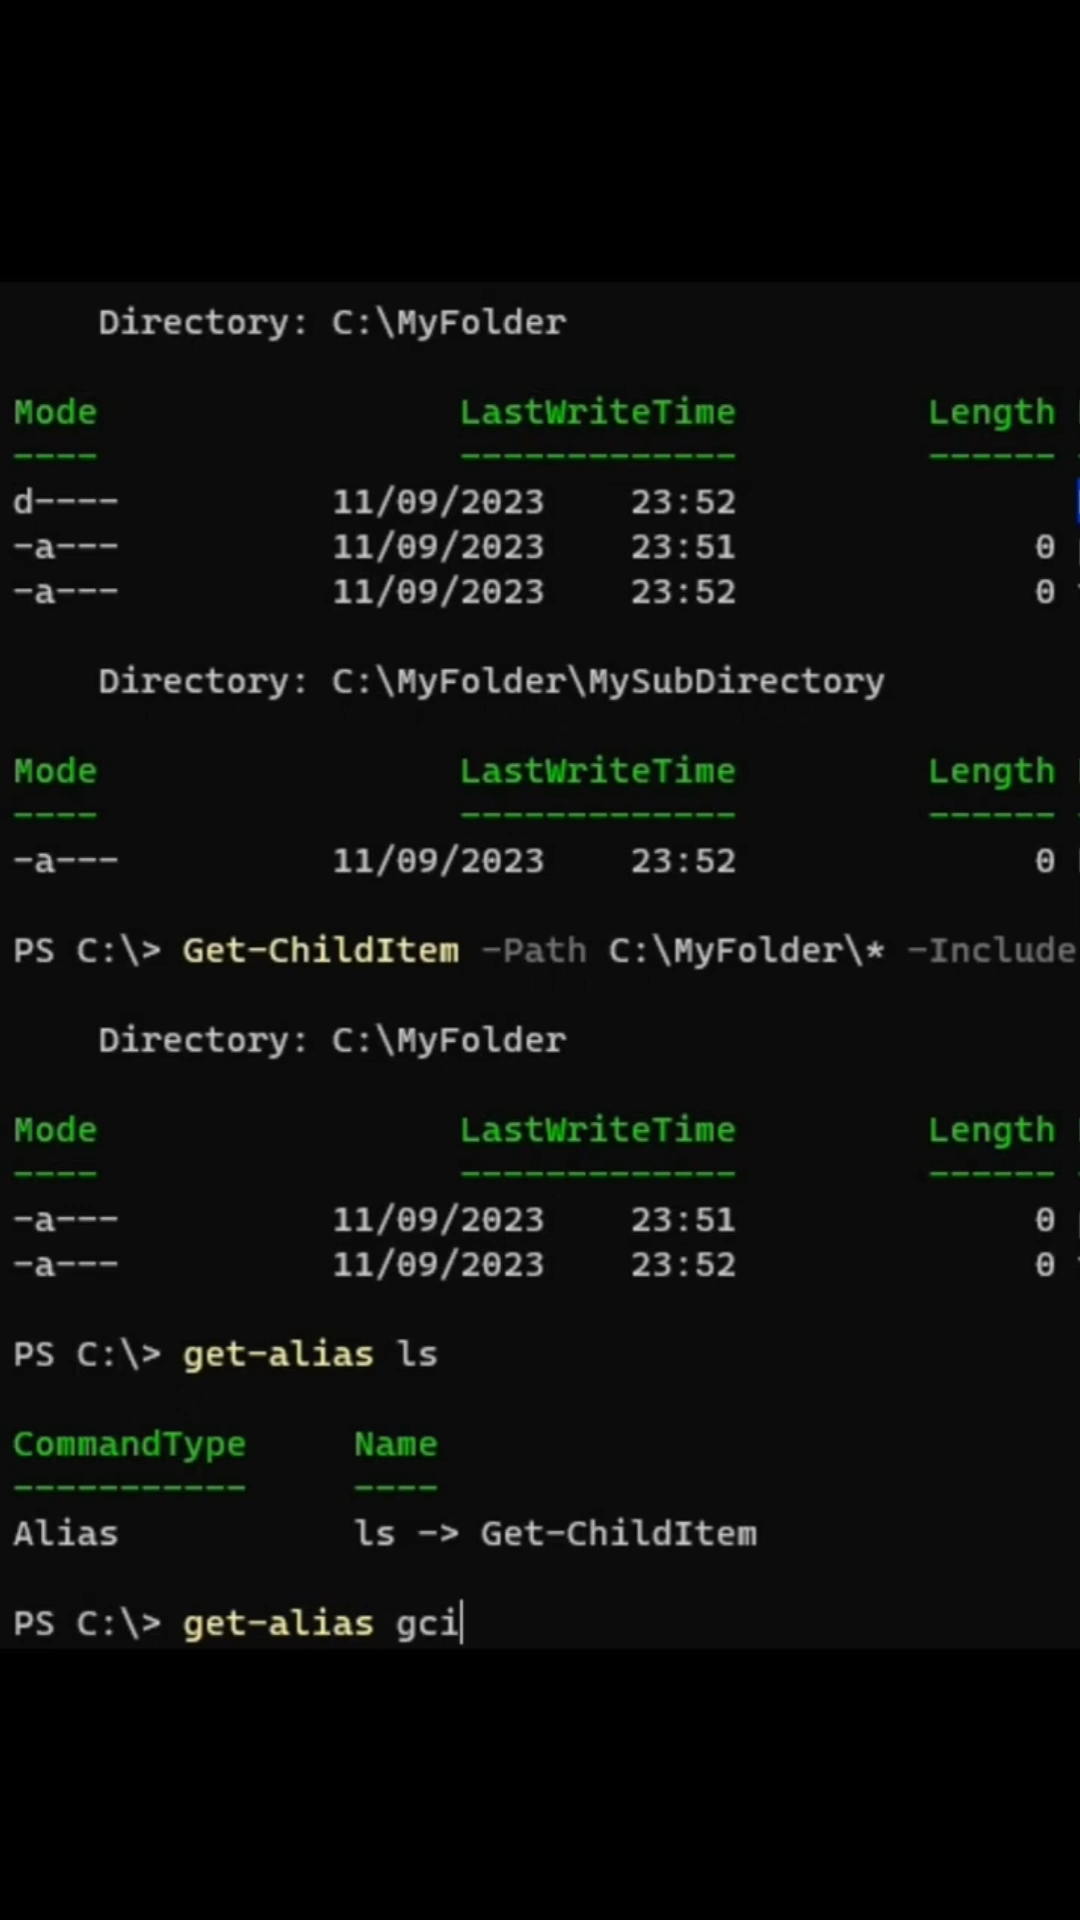 Directory: C:\MyFolder
Mode LastWriteTime Length
---- ------------- ------
d---- 11/09/2023 23:52
-a--- 11/09/2023 23:51 0
-a--- 11/09/2023 23:52 0
Directory: C:\MyFolder\MySubDirectory
Mode LastWriteTime Length
---- ------------- ------
-a--- 11/09/2023 23:52 0
PS C:\> Get-ChildItem -Path C:\MyFolder\* -Include
Directory: C:\MyFolder
Mode LastWriteTime Length
---- ------------- ------
-a--- 11/09/2023 23:51 0
-a--- 11/09/2023 23:52 0
PS C:\> get-alias ls
CommandType Name
----------- ----
Alias ls -> Get-ChildItem
PS C:\> get-alias gci